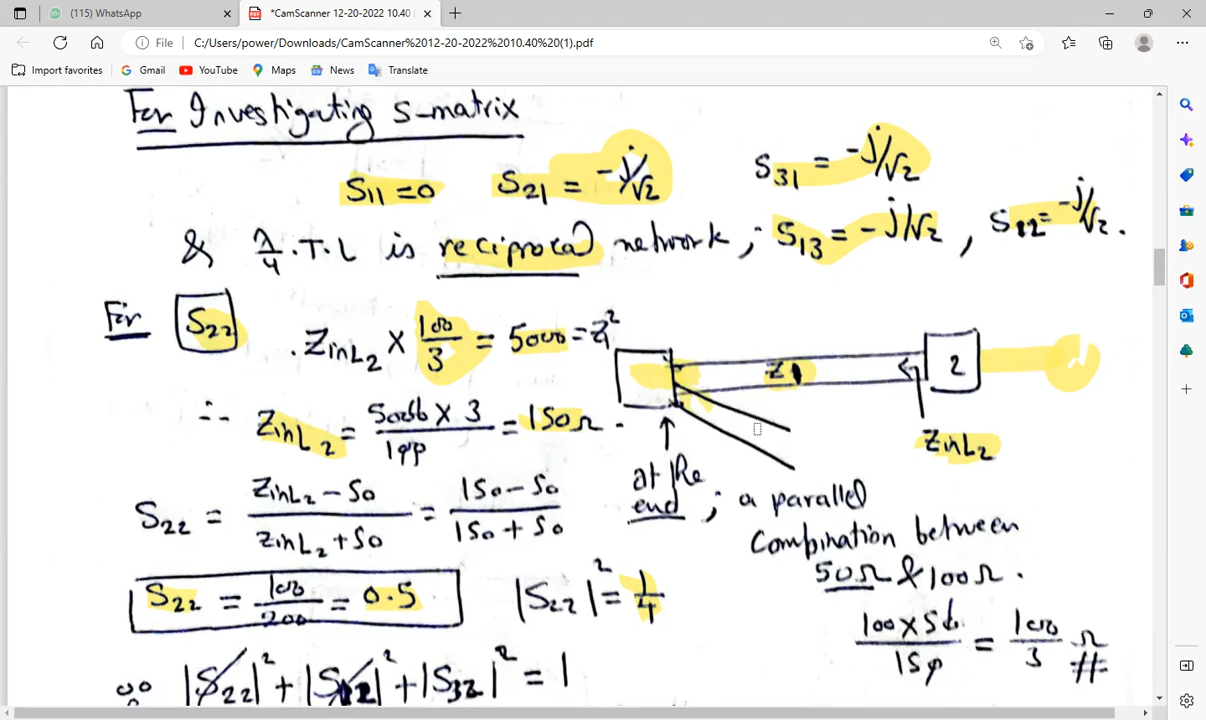 (115) WhatsApp
*CamScanner 12-20-2022 10.40 (
File
C:/Users/power/Downloads/CamScanner%2012-20-2022%2010.40%20(1).pdf
Import favorites
Gmail
YouTube
Maps
News
Translate
For Investigating S-matrix
S11 = 0
S21 = -j/√2
S31 = -j/√2
& λ/4 . T.L is reciprocal network ; S13 = -j/√2 , S12 = -j/√2 .
For S22
. ZinL2 × 100/3 = 5000 = Z1²
∴ ZinL2 = 5000 × 3 / 100 = 150Ω .
Z1
2
ZinL2
at the end ; a parallel
Combination between
50Ω & 100Ω .
100 × 50 / 150 = 100/3 Ω #
S22 = ZinL2 - 50 / ZinL2 + 50 = 150 - 50 / 150 + 50
S22 = 100/200 = 0.5
|S22|² = 1/4
∵ |S22|² + |S12|² + |S32|² = 1